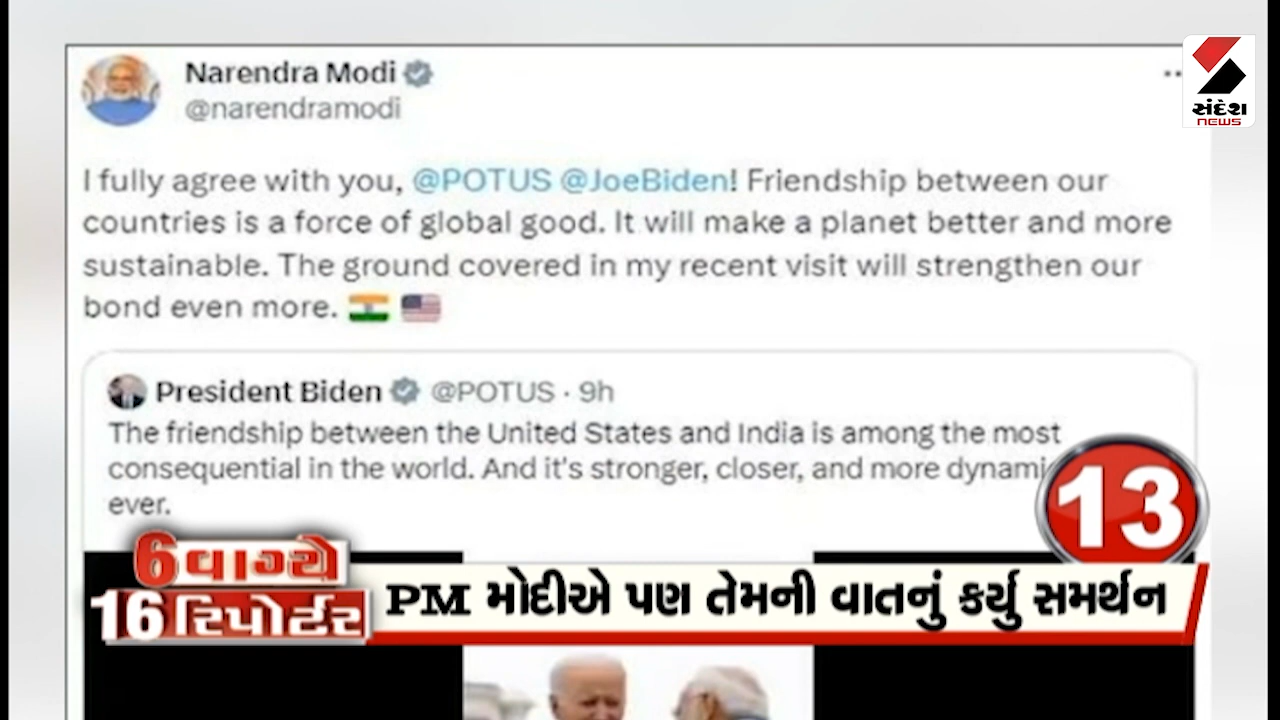 Narendra Modi
@narendramodi
સંદેશ
NEWS
I fully agree with you, @POTUS @JoeBiden! Friendship between our
countries is a force of global good. It will make a planet better and more
sustainable. The ground covered in my recent visit will strengthen our
bond even more.
President Biden @POTUS · 9h
The friendship between the United States and India is among the most
consequential in the world. And it's stronger, closer, and more dynami
ever.
13
6 વાગ્યે
16 રિપોર્ટર
PM મોદીએ પણ તેમની વાતનું કર્યુ સમર્થન